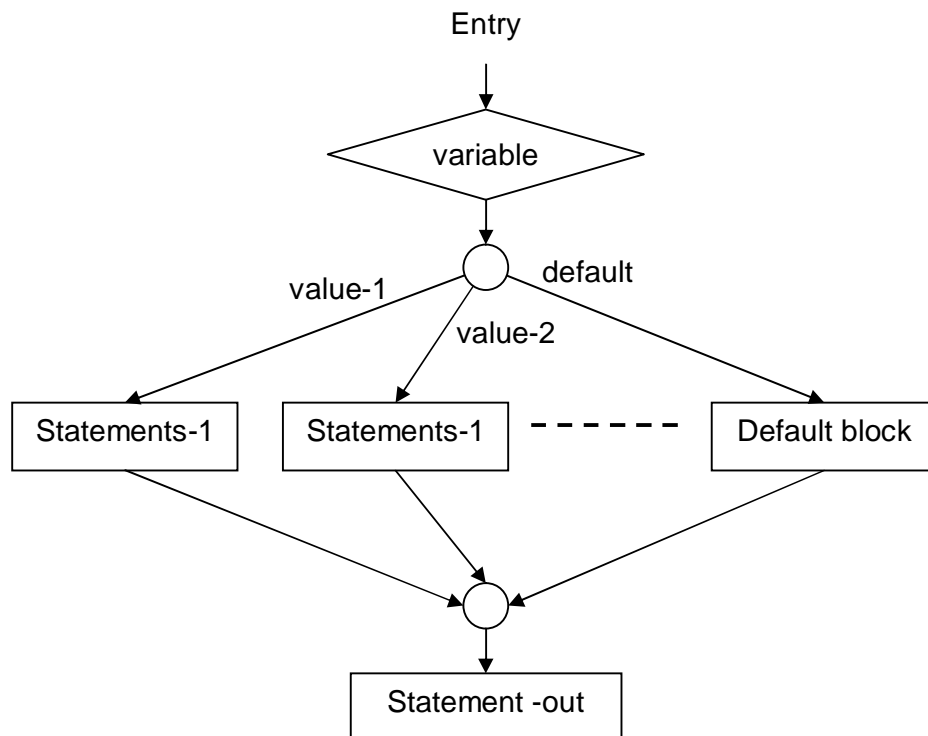 Entry
variable
value-1
default
value-2
Statements-1
Statements-1
Default block
Statement -out